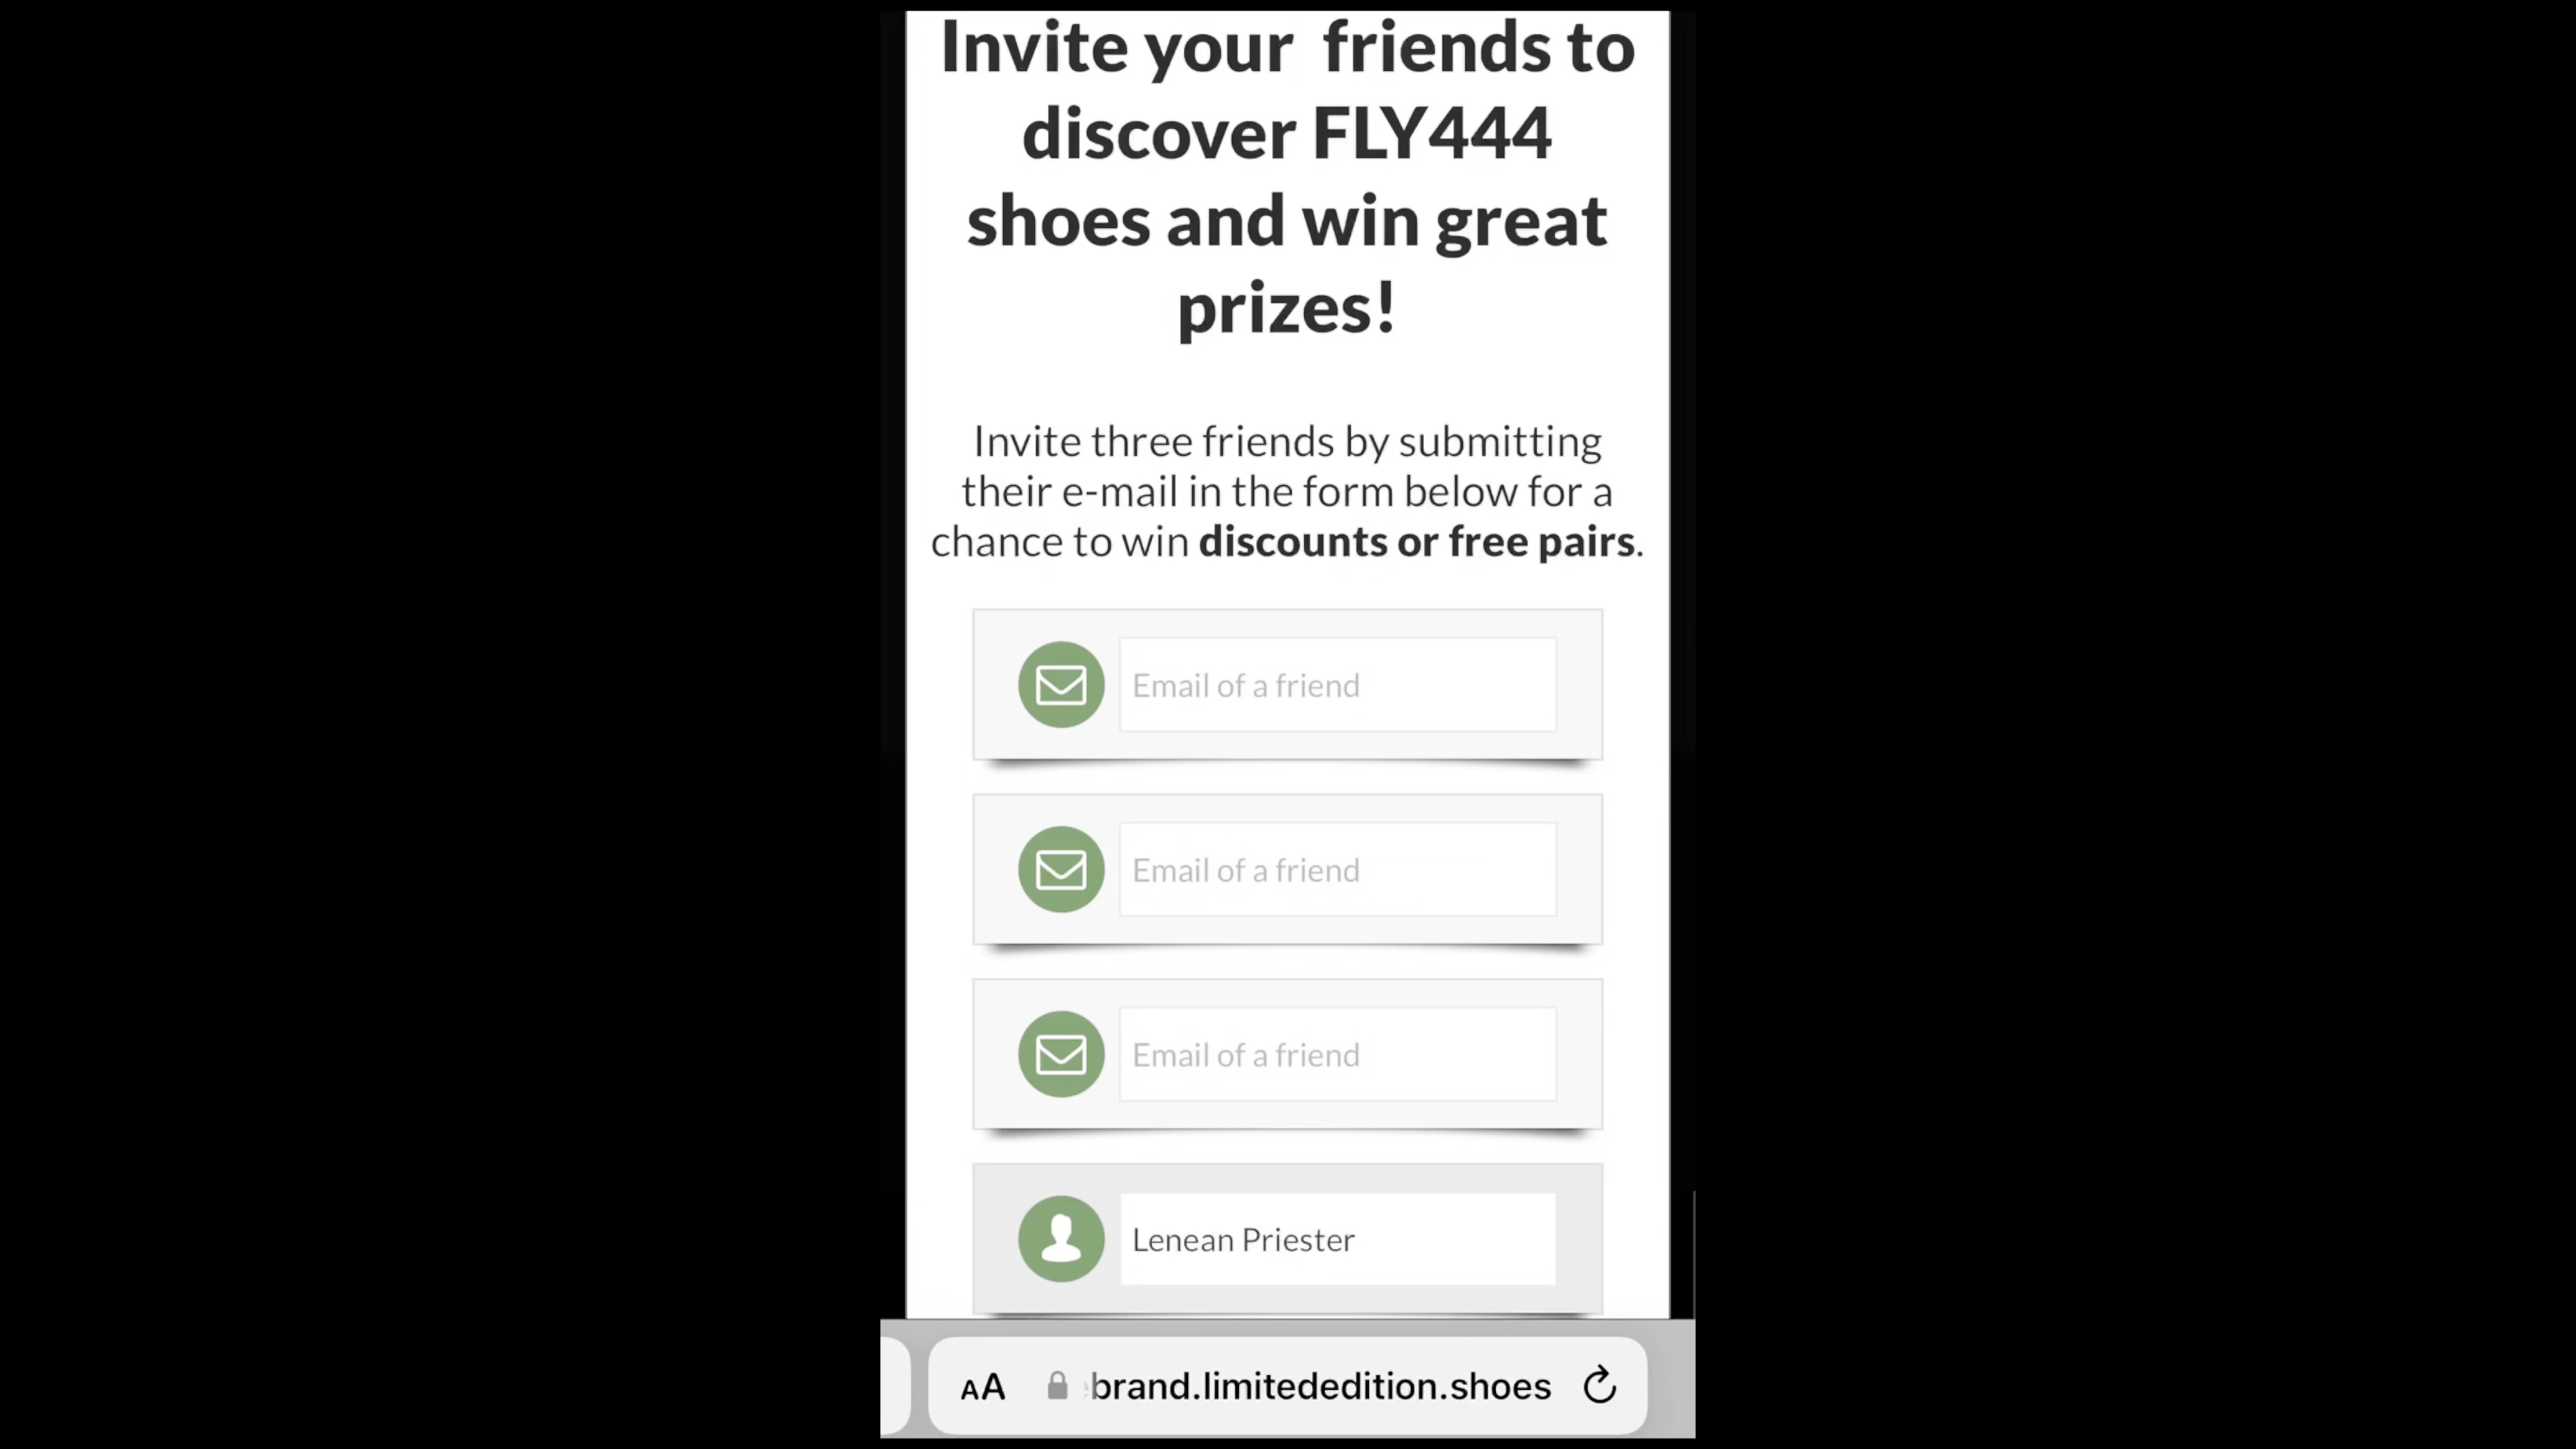 Invite your friends to
discover FLY444
shoes and win great
prizes!
Invite three friends by submitting
their e-mail in the form below for a
chance to win discounts or free pairs.
Email of a friend
Email of a friend
Email of a friend
Lenean Priester
AA brand.limitededition.shoes